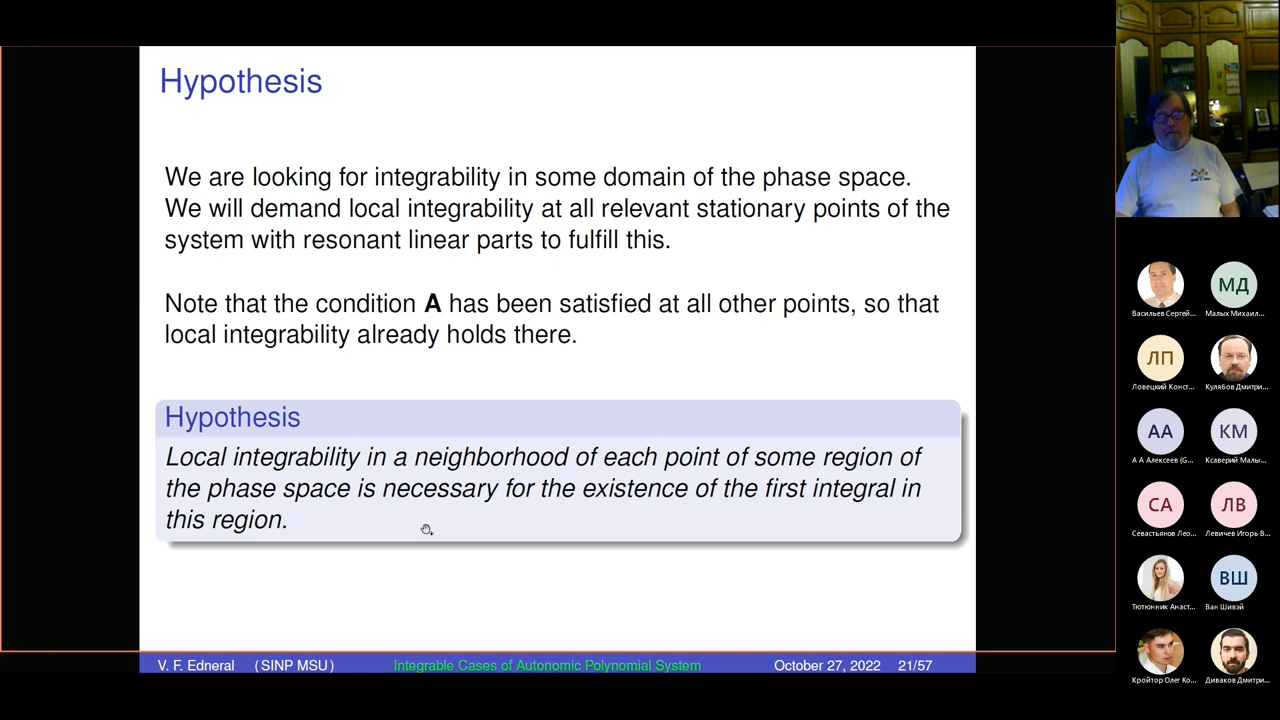 Hypothesis
We are looking for integrability in some domain of the phase space.
We will demand local integrability at all relevant stationary points of the
system with resonant linear parts to fulfill this.
Note that the condition A has been satisfied at all other points, so that
local integrability already holds there.
Hypothesis
Local integrability in a neighborhood of each point of some region of
the phase space is necessary for the existence of the first integral in
this region.
V. F. Edneral (SINP MSU) Integrable Cases of Autonomic Polynomial System October 27, 2022 21/57
МД
Васильев Сергей... Малых Михаил...
ЛП
Ловецкий Конст... Кулябов Дмитри...
АА КМ
А А Алексеев (G... Ксаверий Малы...
СА ЛВ
Севастьянов Лео... Левичев Игорь В...
ВШ
Тютюнник Анаст... Ван Шивэй
Кройтор Олег Ко... Диваков Дмитри...